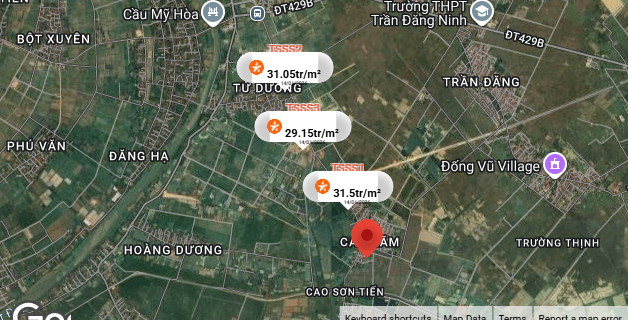 Cầu Mỹ Hòa
ĐT429B
Trường THPT
Trần Đăng Ninh
ĐT429B
BỘT XUYÊN
TSSS2
31.05tr/m²
TỪ DƯƠNG
TRẦN ĐĂNG
TSSS3
29.15tr/m²
PHÚ VĂN
ĐĂNG HẠ
Đống Vũ Village
TSSS1
31.5tr/m²
HOÀNG DƯƠNG
TRƯỜNG THỊNH
CAO SƠN TIẾN
Keyboard shortcuts
Map Data
Terms
Report a map error